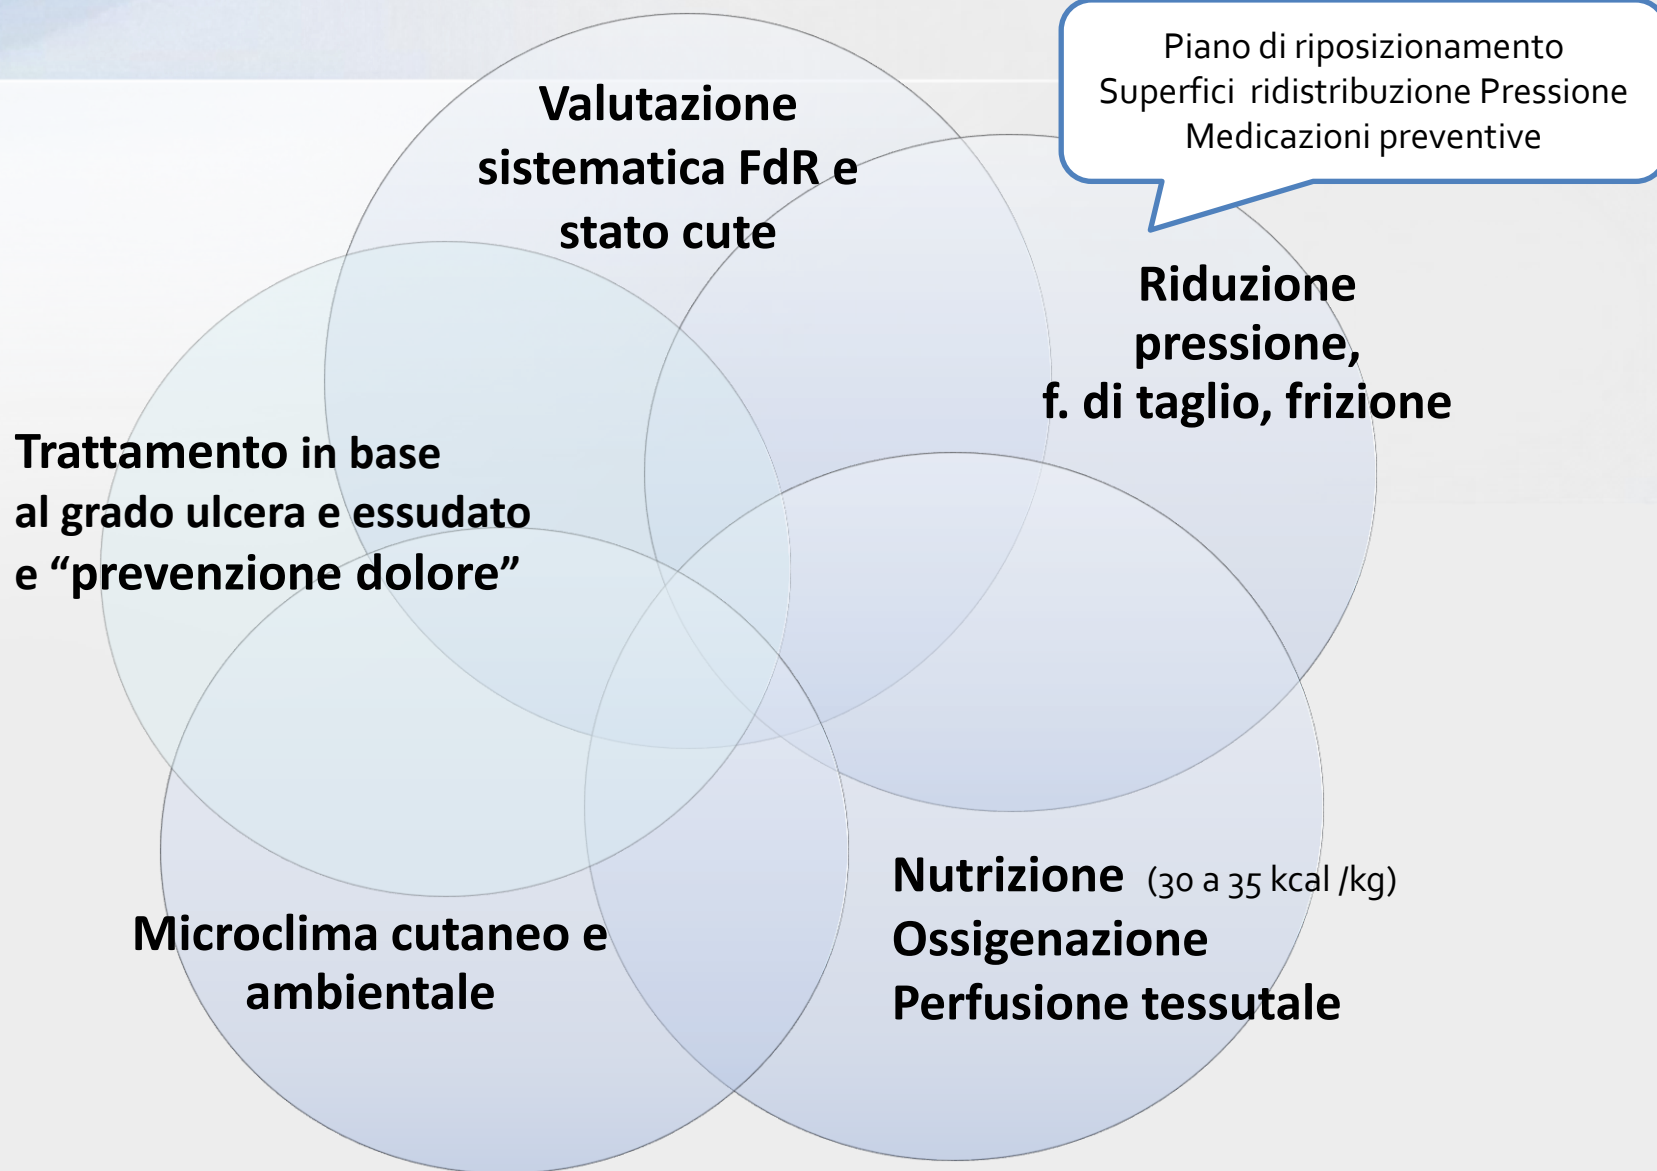 Piano di riposizionamento
Superfici ridistribuzione Pressione
Medicazioni preventive
Valutazione
sistematica FdR e
stato cute
Riduzione
pressione,
f. di taglio, frizione
Trattamento in base
al grado ulcera e essudato
e “prevenzione dolore”
Nutrizione (30 a 35 kcal /kg)
Ossigenazione
Perfusione tessutale
Microclima cutaneo e
ambientale